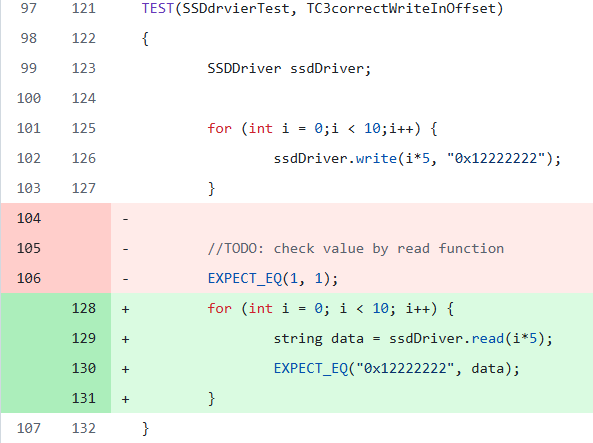 97 121 TEST(SSDdrvierTest, TC3correctWriteInOffset)
98 122 {
99 123 SSDDriver ssdDriver;
100 124
101 125 for (int i = 0;i < 10;i++) {
102 126 ssdDriver.write(i*5, "0x12222222");
103 127 }
104 -
105 - //TODO: check value by read function
106 - EXPECT_EQ(1, 1);
128 + for (int i = 0; i < 10; i++) {
129 + string data = ssdDriver.read(i*5);
130 + EXPECT_EQ("0x12222222", data);
131 + }
107 132 }